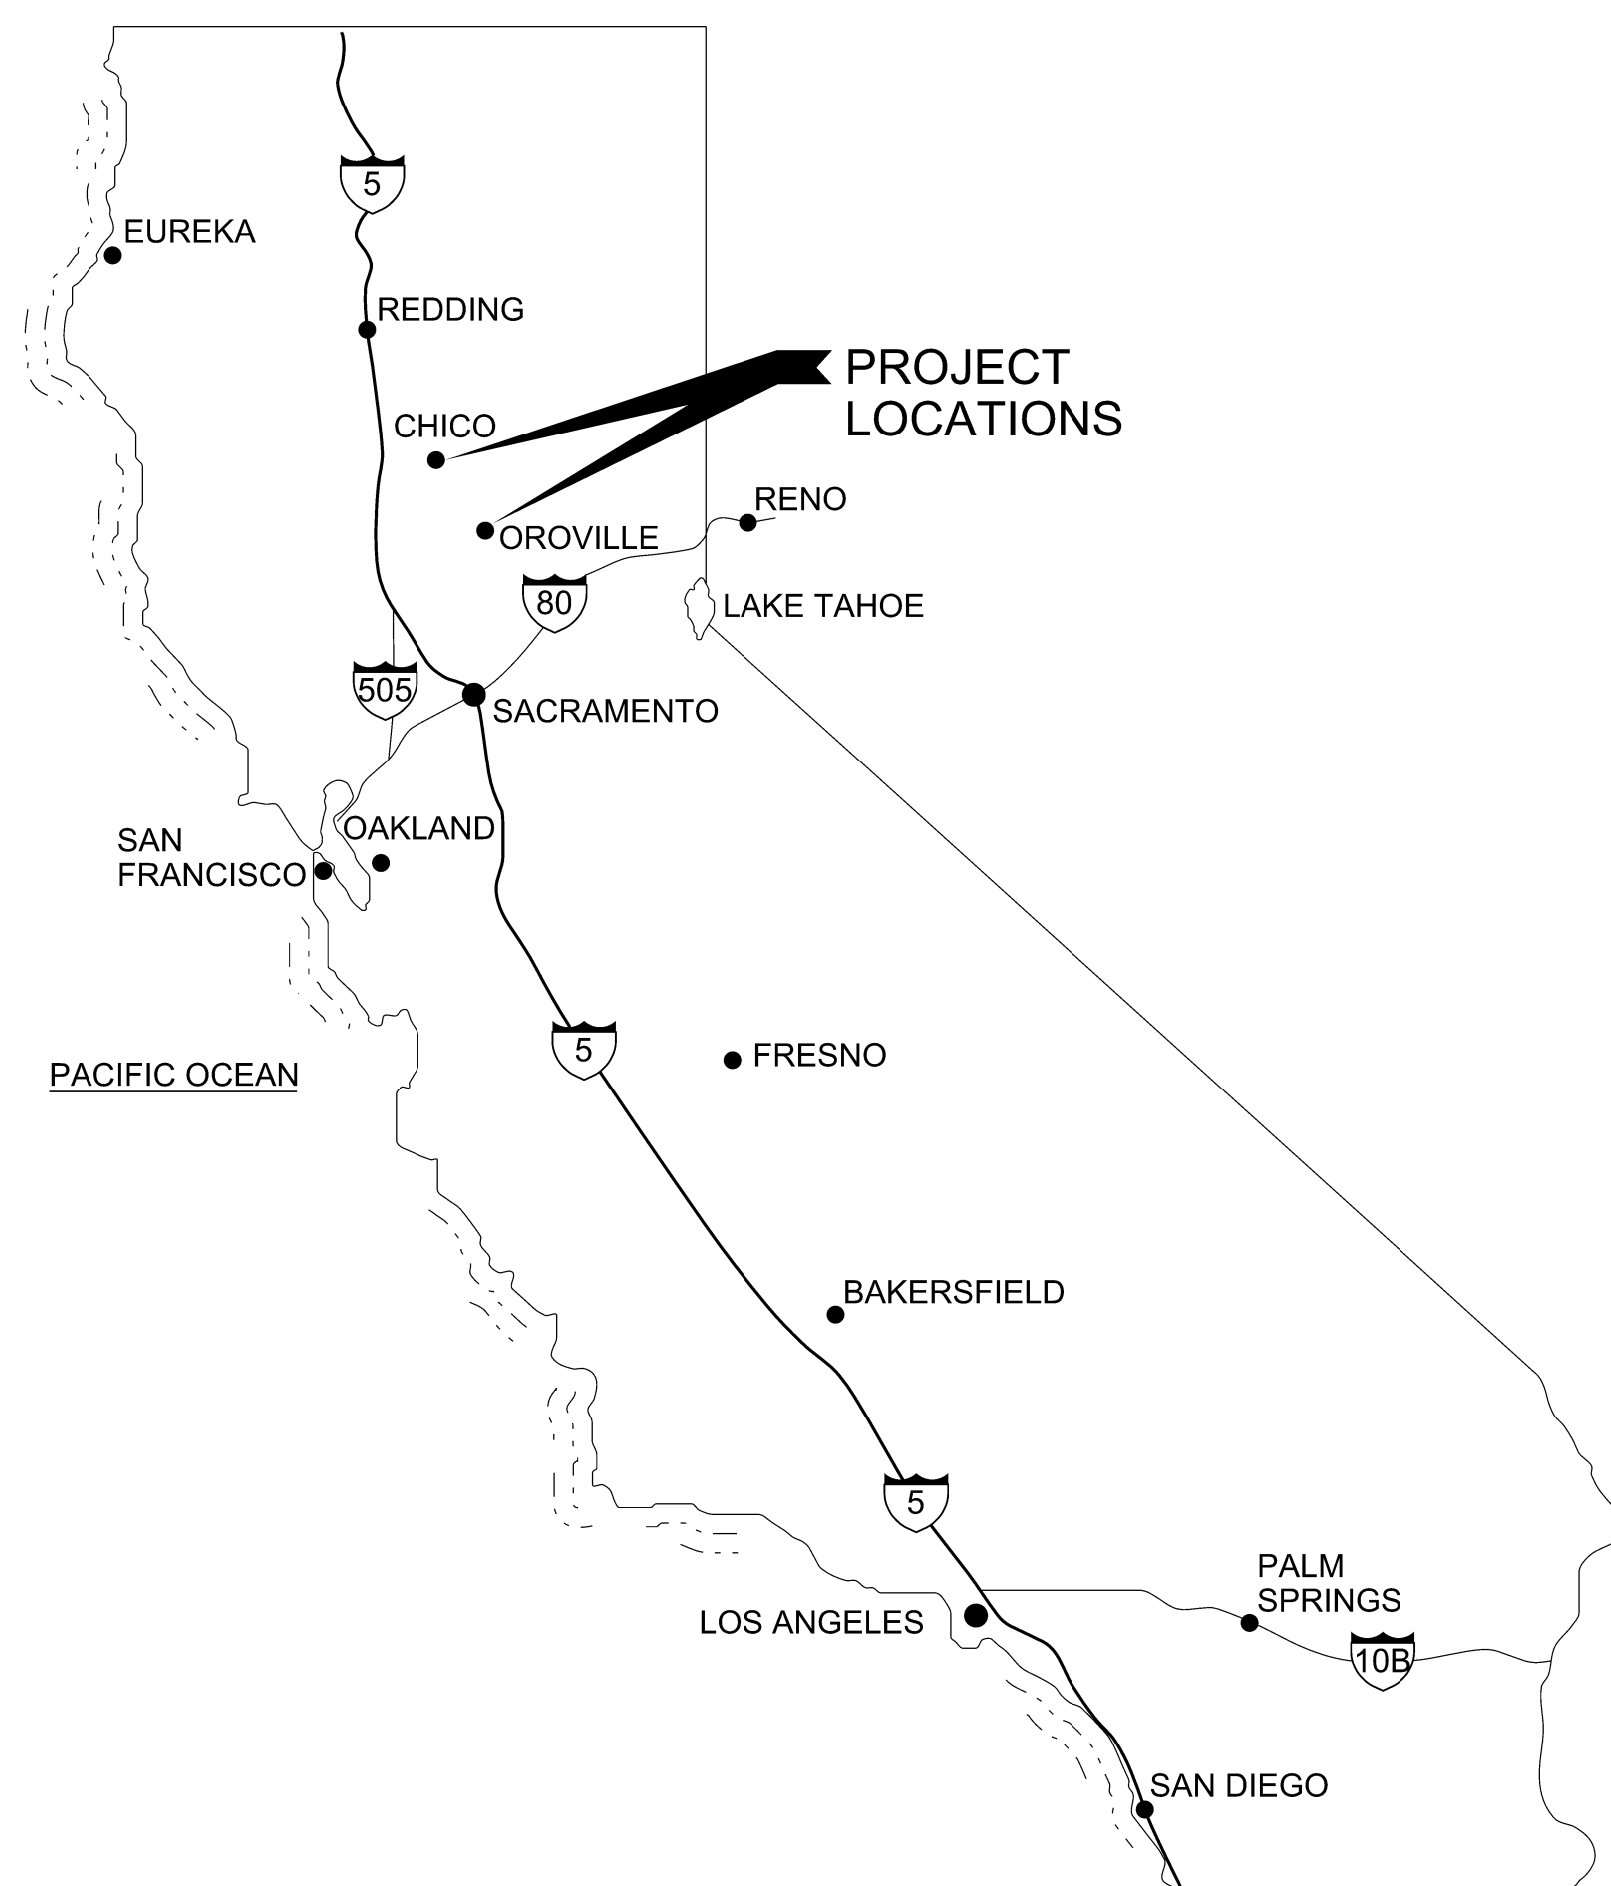 5
EUREKA
REDDING
PROJECT
LOCATIONS
CHICO
RENO
OROVILLE
80
LAKE TAHOE
505
SACRAMENTO
OAKLAND
SAN
FRANCISCO
5
FRESNO
PACIFIC OCEAN
BAKERSFIELD
5
PALM
SPRINGS
LOS ANGELES
10B
SAN DIEGO